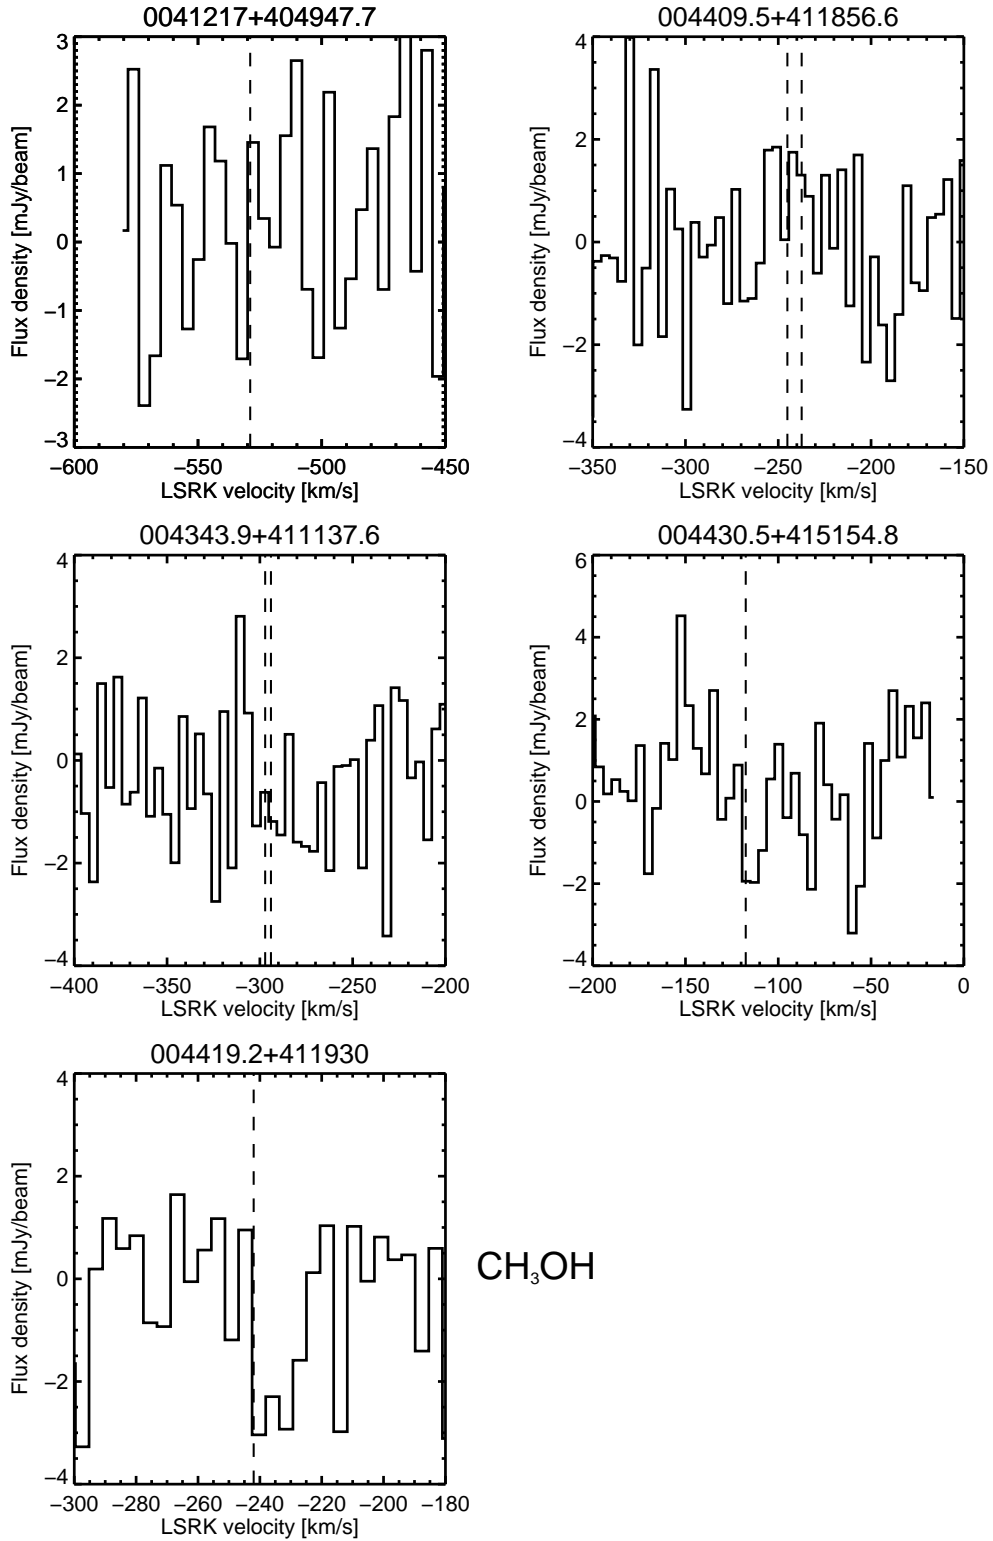 0041217+404947.7
3
2
1
0
−1
−2
−3
Flux density [mJy/beam]
−600 −550 −500 −450
LSRK velocity [km/s]
004409.5+411856.6
4
2
0
−2
−4
Flux density [mJy/beam]
−350 −300 −250 −200 −150
LSRK velocity [km/s]
004343.9+411137.6
4
2
0
−2
−4
Flux density [mJy/beam]
−400 −350 −300 −250 −200
LSRK velocity [km/s]
004430.5+415154.8
6
4
2
0
−2
−4
Flux density [mJy/beam]
−200 −150 −100 −50 0
LSRK velocity [km/s]
004419.2+411930
4
2
0
−2
−4
Flux density [mJy/beam]
−300 −280 −260 −240 −220 −200 −180
LSRK velocity [km/s]
CH₃OH